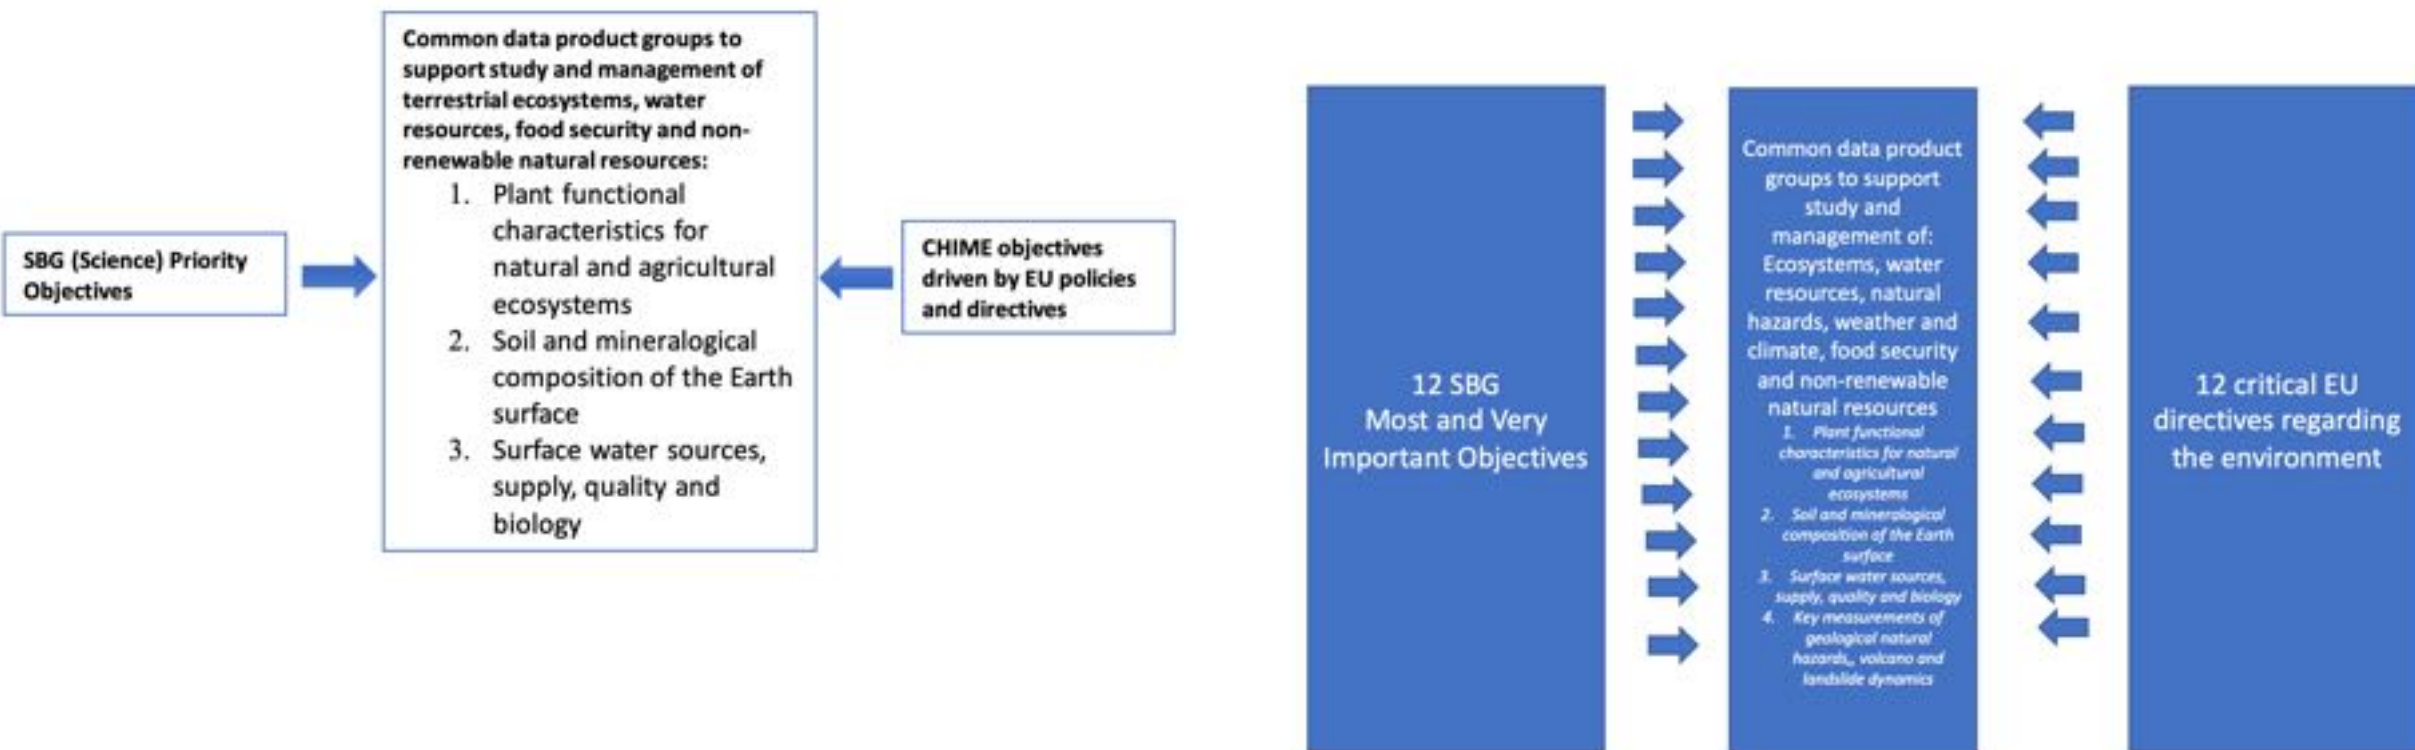 SBG (Science) Priority
Objectives
Common data product groups to
support study and management of
terrestrial ecosystems, water
resources, food security and non-
renewable natural resources:
1. Plant functional
characteristics for
natural and agricultural
ecosystems
2. Soil and mineralogical
composition of the Earth
surface
3. Surface water sources,
supply, quality and
biology
CHIME objectives
driven by EU policies
and directives
12 SBG
Most and Very
Important Objectives
Common data product
groups to support
study and
management of:
Ecosystems, water
resources, natural
hazards, weather and
climate, food security
and non-renewable
natural resources
1. Plant functional
characteristics for natural
and agricultural
ecosystems
2. Soil and mineralogical
composition of the Earth
surface
3. Surface water sources,
supply, quality and biology
4. Key measurements of
geological natural
hazards,, volcano and
landslide dynamics
12 critical EU
directives regarding
the environment